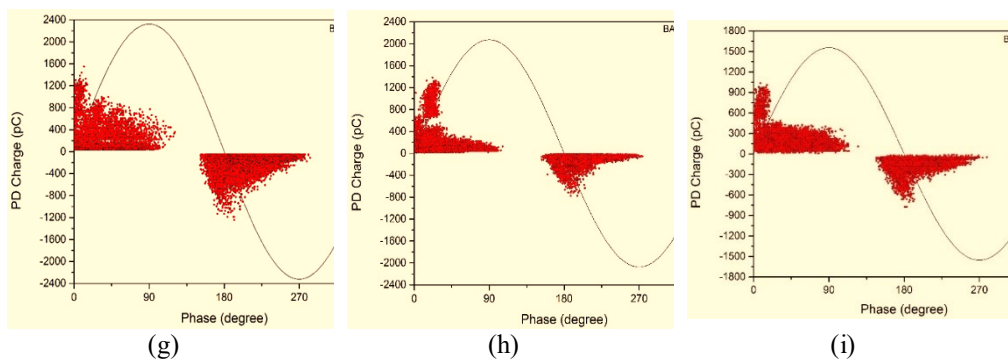 2400
2000
1600
1200
800
400
0
-400
-800
-1200
-1600
-2000
-2400
PD Charge (pC)
0 90 180 270
Phase (degree)
B
(g)
2400
2000
1600
1200
800
400
0
-400
-800
-1200
-1600
-2000
-2400
PD Charge (pC)
0 90 180 270
Phase (degree)
BA
(h)
1800
1500
1200
900
600
300
0
-300
-600
-900
-1200
-1500
-1800
PD Charge (pC)
0 90 180 270
Phase (degree)
B
(i)